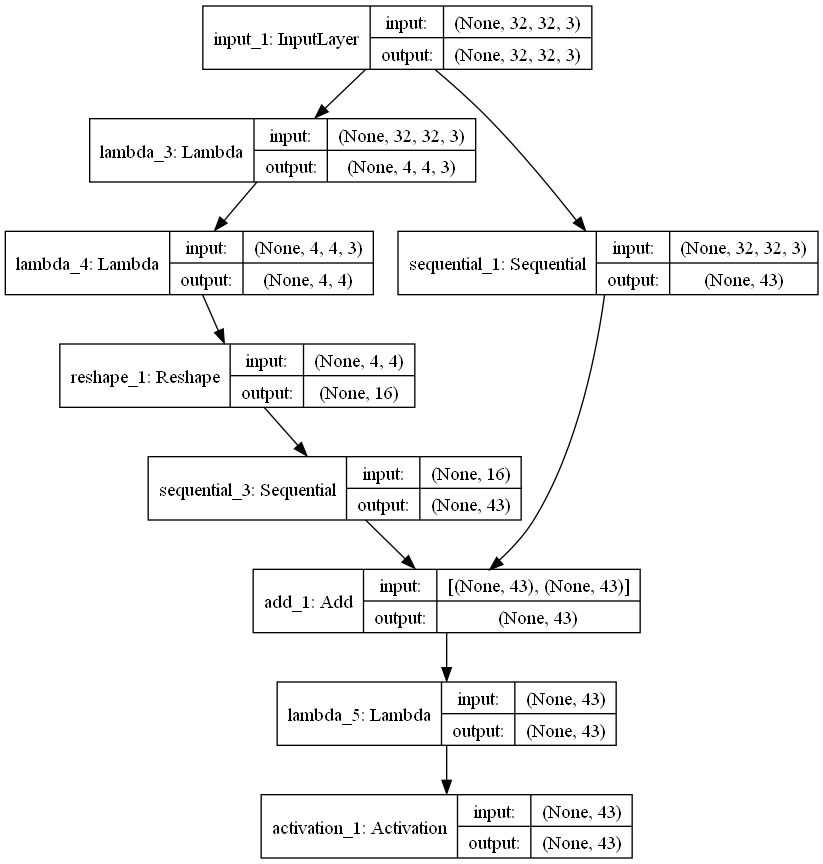 input_1: InputLayer
input: (None, 32, 32, 3)
output: (None, 32, 32, 3)
lambda_3: Lambda
input: (None, 32, 32, 3)
output: (None, 4, 4, 3)
lambda_4: Lambda
input: (None, 4, 4, 3)
output: (None, 4, 4)
sequential_1: Sequential
input: (None, 32, 32, 3)
output: (None, 43)
reshape_1: Reshape
input: (None, 4, 4)
output: (None, 16)
sequential_3: Sequential
input: (None, 16)
output: (None, 43)
add_1: Add
input: [(None, 43), (None, 43)]
output: (None, 43)
lambda_5: Lambda
input: (None, 43)
output: (None, 43)
activation_1: Activation
input: (None, 43)
output: (None, 43)